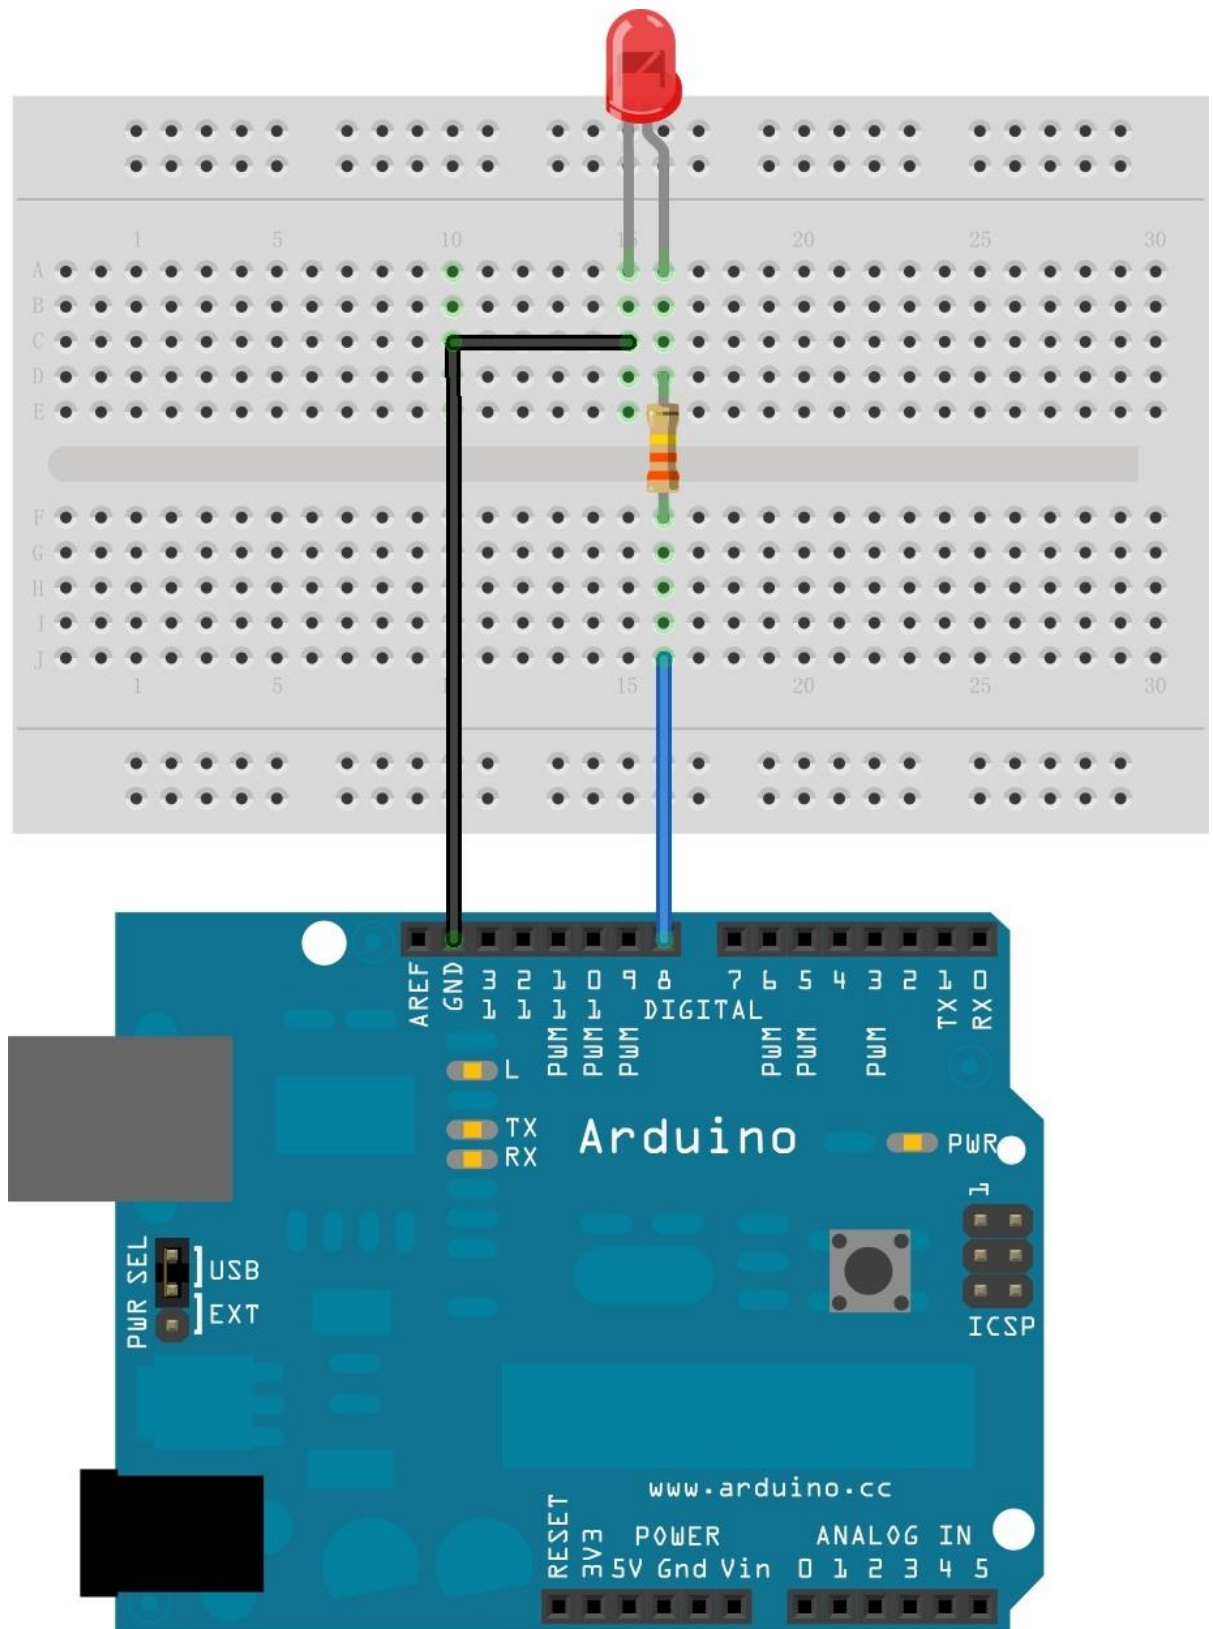 1 5 10 15 20 25 30
A
B
C
D
E
F
G
H
I
J
1 5 15 20 25 30
AREF GND 13 12 11 10 9 8 7 6 5 4 3 2 TX 1 RX 0
DIGITAL
PWM PWM PWM PWM PWM PWM
L
TX
RX
Arduino
PWR
1
ICSP
PWR SEL
USB
EXT
www.arduino.cc
POWER
RESET 3V3 5V Gnd Vin
ANALOG IN
0 1 2 3 4 5